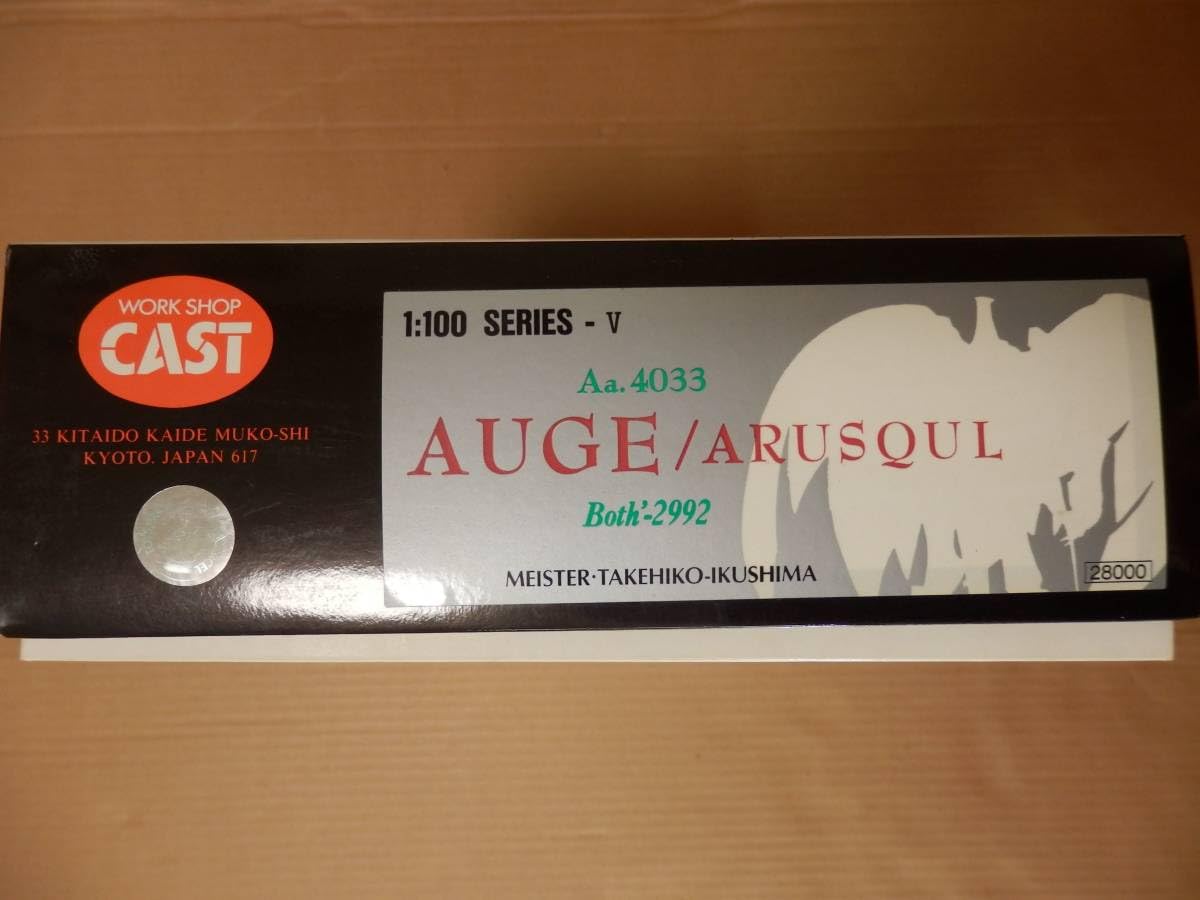 WORK SHOP
CAST
33 KITAIDO KAIDE MUKO-SHI
KYOTO. JAPAN 617
1:100 SERIES - V
Aa.4033
AUGE/ARUSQUL
Both'-2992
MEISTER·TAKEHIKO-IKUSHIMA
28000